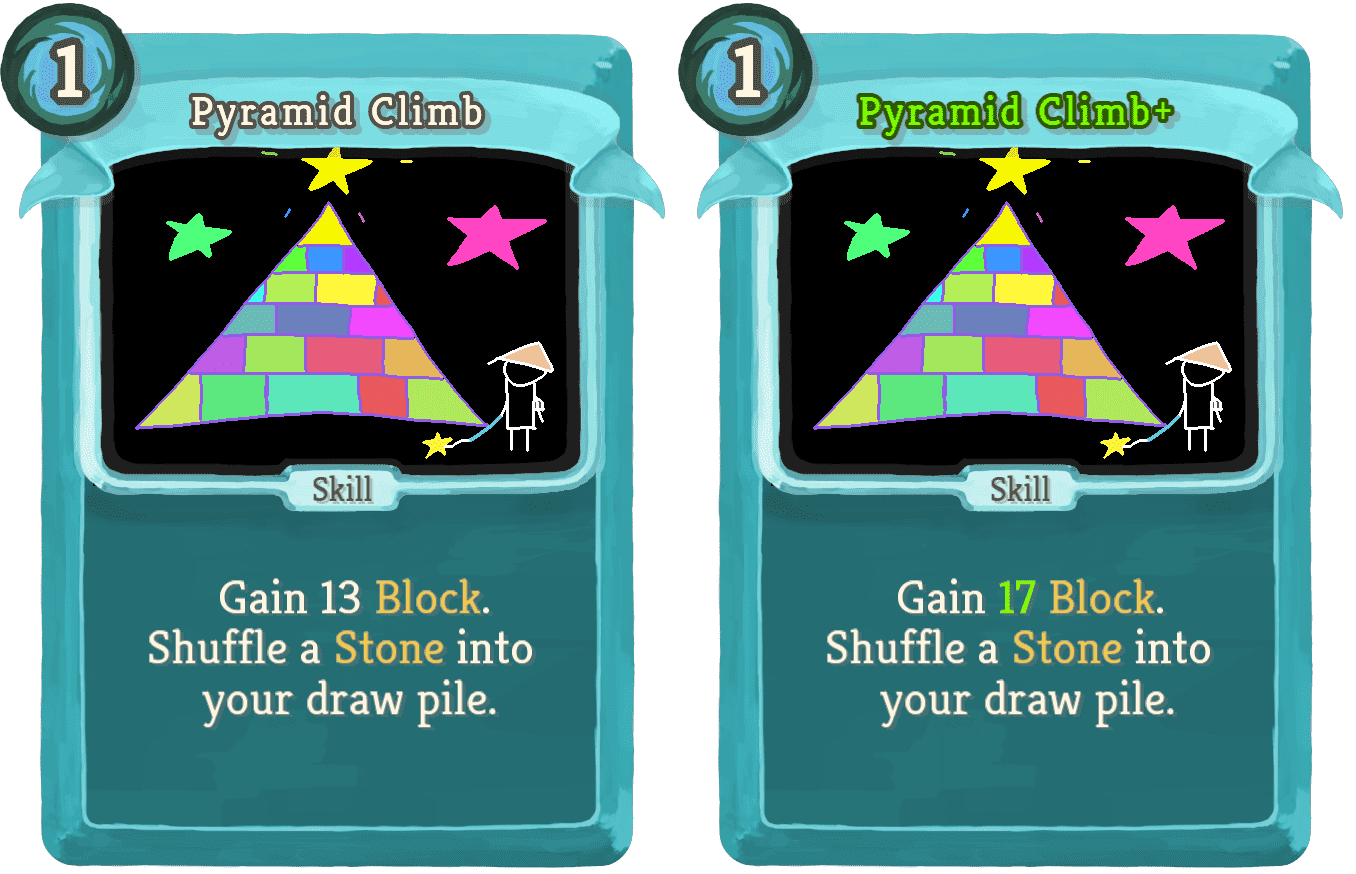 1
Pyramid Climb
Skill
Gain 13 Block.
Shuffle a Stone into
your draw pile.
1
Pyramid Climb+
Skill
Gain 17 Block.
Shuffle a Stone into
your draw pile.